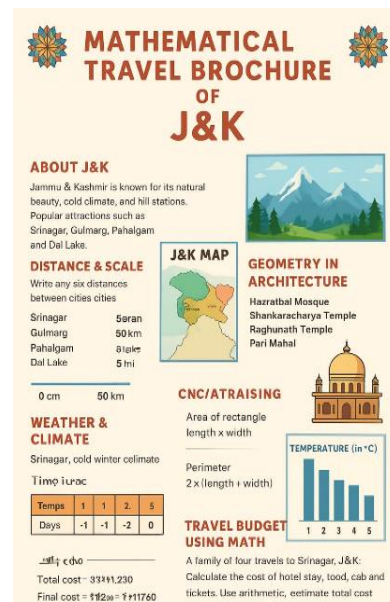 MATHEMATICAL
TRAVEL BROCHURE
OF
J&K
ABOUT J&K
Jammu & Kashmir is known for its natural
beauty, cold climate, and hill stations.
Popular attractions such as
Srinagar, Gulmarg, Pahalgam
and Dal Lake.
DISTANCE & SCALE
Write any six distances
between cities cities
Srinagar 5eran
Gulmarg 50 km
Pahalgam
Dal Lake 5 hi
0 cm 50 km
J&K MAP
GEOMETRY IN
ARCHITECTURE
Hazratbal Mosque
Shankaracharya Temple
Raghunath Temple
Pari Mahal
WEATHER &
CLIMATE
Srinagar, cold winter celimate
Temps 1 1 2. 5
Days -1 -1 -2 0
Total cost-
Final cost=
CNC/ATRAISING
Area of rectangle
length x width
Perimeter
2 x (length + width)
TEMPERATURE (in °C)
1 2 3 4 5
TRAVEL BUDGET
USING MATH
A family of four travels to Srinagar, J&K:
Calculate the cost of hotel stay, tood, cab and
tickets. Use arithmetic, eetimate total cost